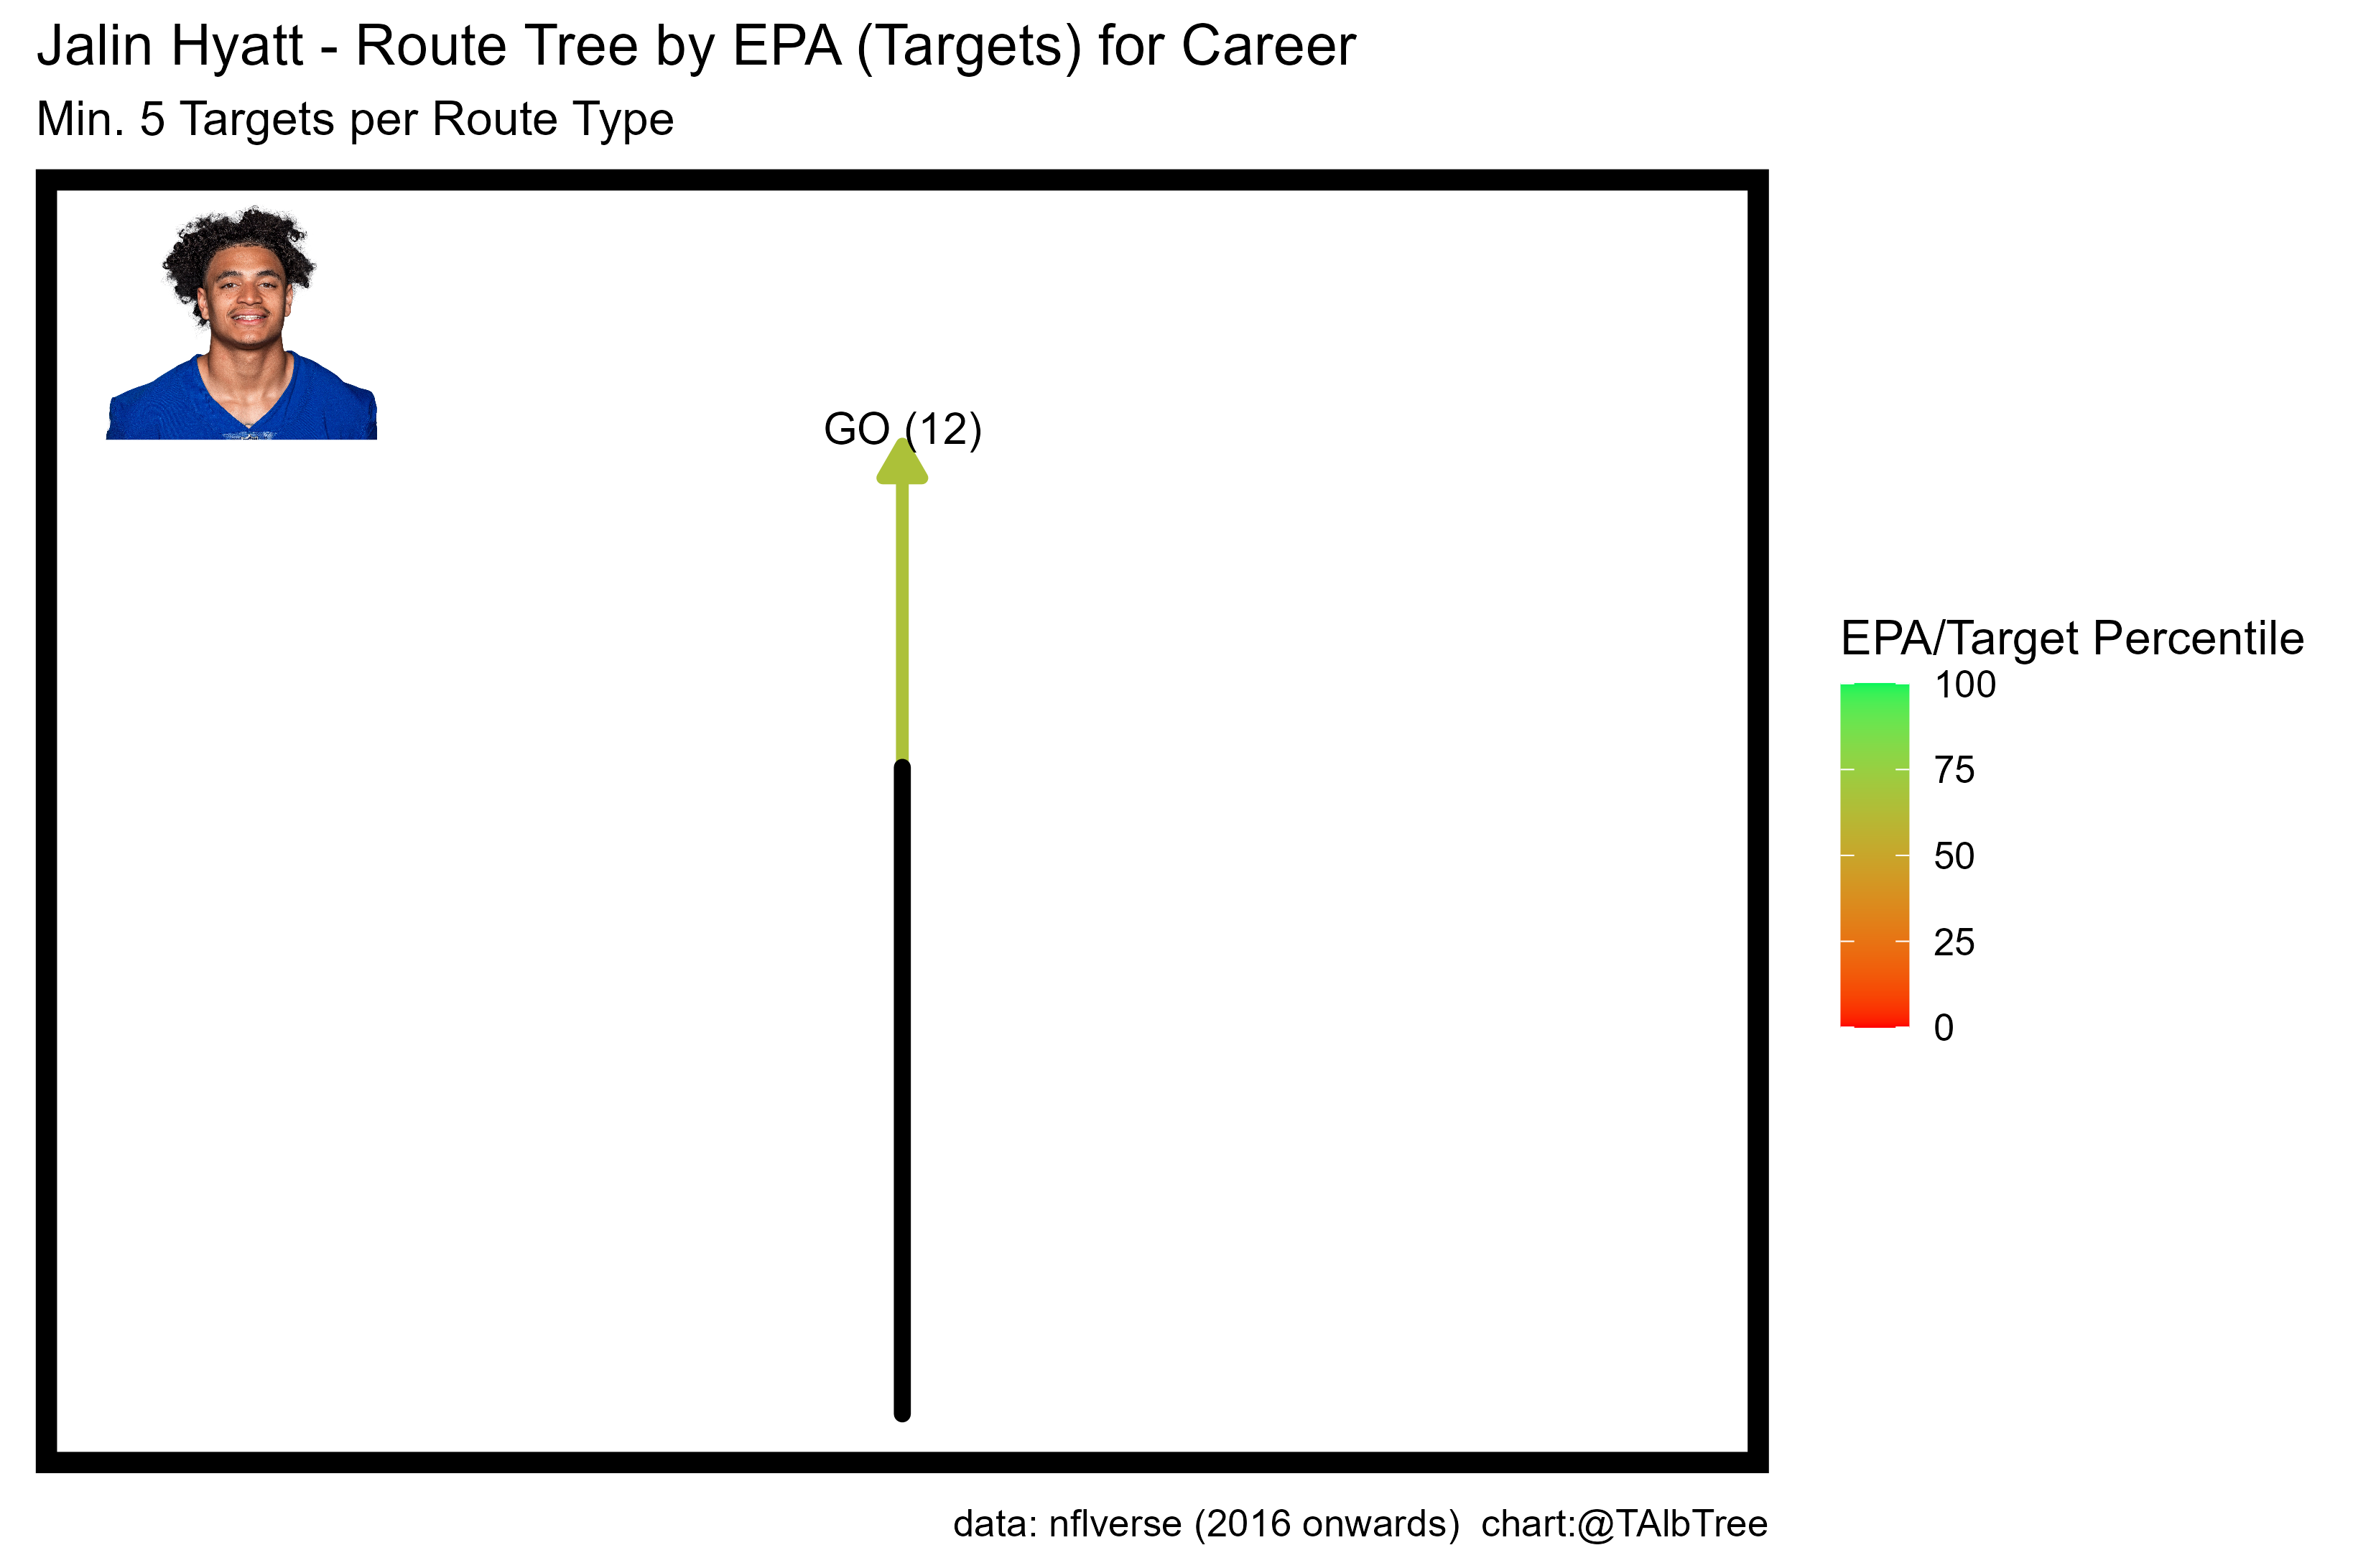 Jalin Hyatt - Route Tree by EPA (Targets) for Career
Min. 5 Targets per Route Type
GO (12)
EPA/Target Percentile
100
75
50
25
0
data: nflverse (2016 onwards)  chart:@TAlbTree